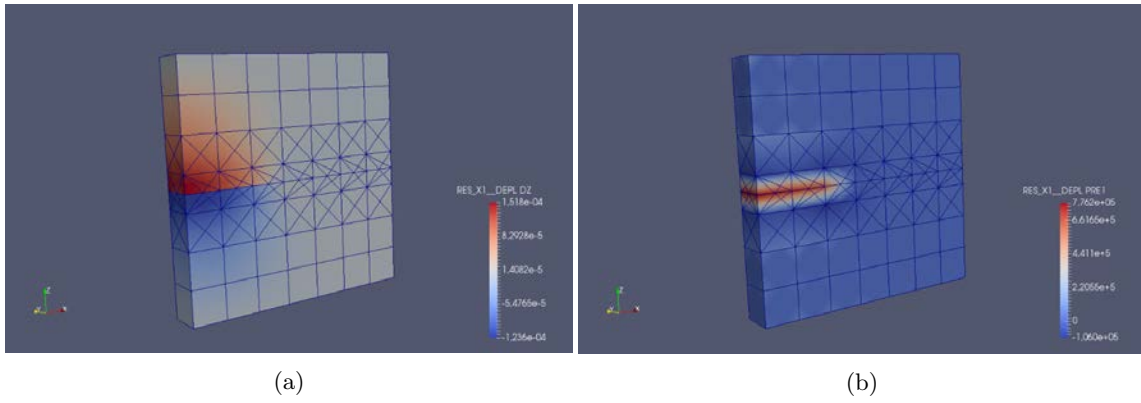 RES_X1__DEPL DZ
1,518e-04
8.2928e-5
1.4082e-5
-5,4765e-5
-1,236e-04
Z
Y
X
(a)
RES_X1__DEPL PRE1
7,762e+05
6.6165e+5
4.411e+5
2.2055e+5
0
-1,060e+05
Z
Y
X
(b)